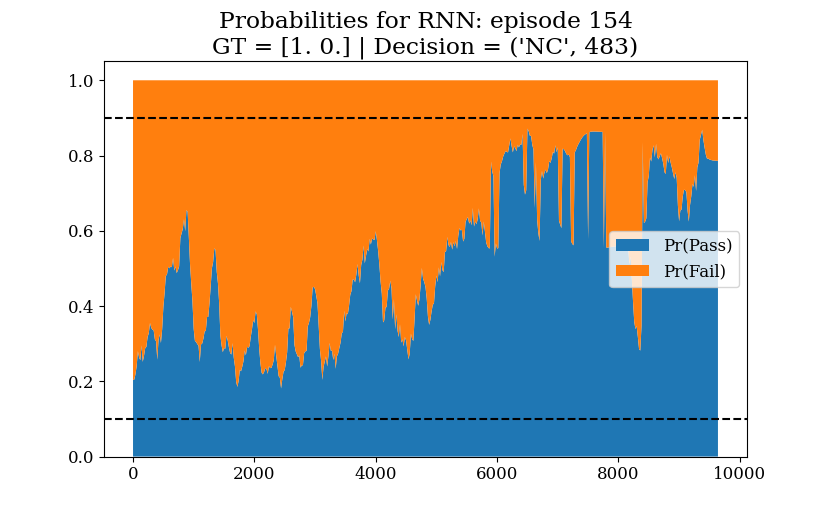 Probabilities for RNN: episode 154
GT = [1. 0.] | Decision = ('NC', 483)
1.0
0.8
0.6
0.4
0.2
0.0
Pr(Pass)
Pr(Fail)
0 2000 4000 6000 8000 10000